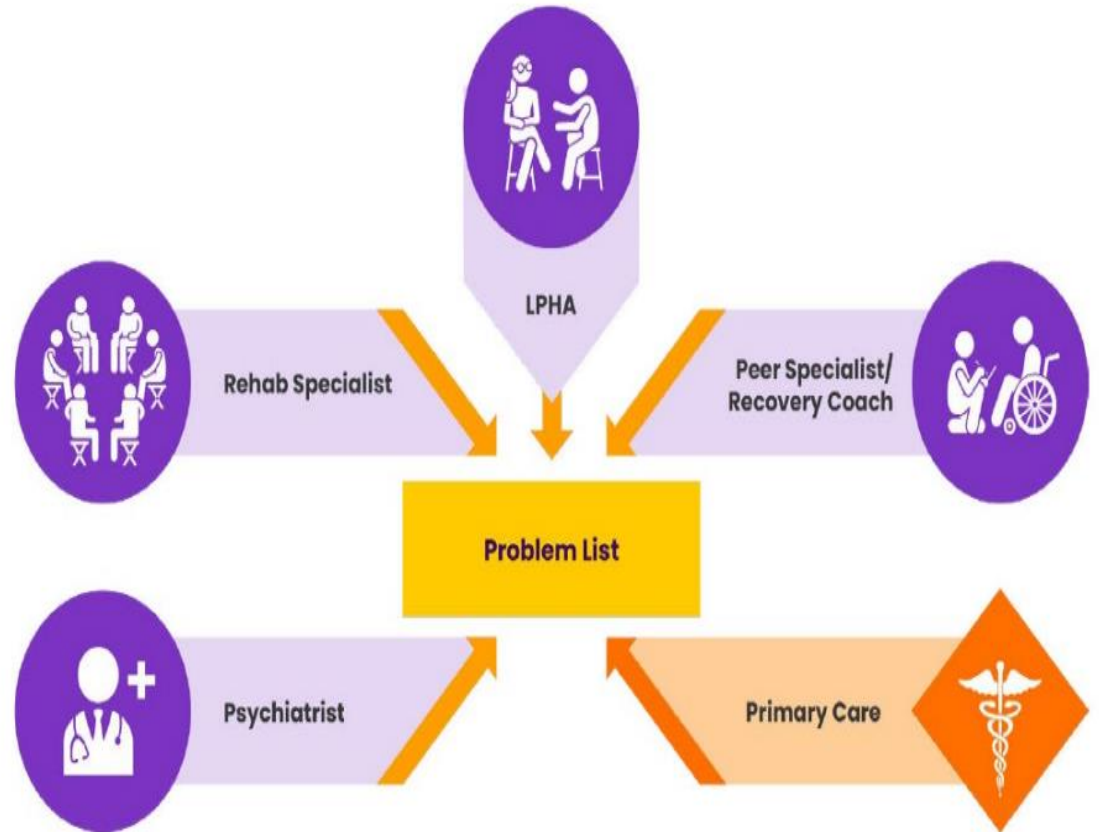 LPHA
Rehab Specialist
Peer Specialist/
Recovery Coach
Problem List
Psychiatrist
Primary Care